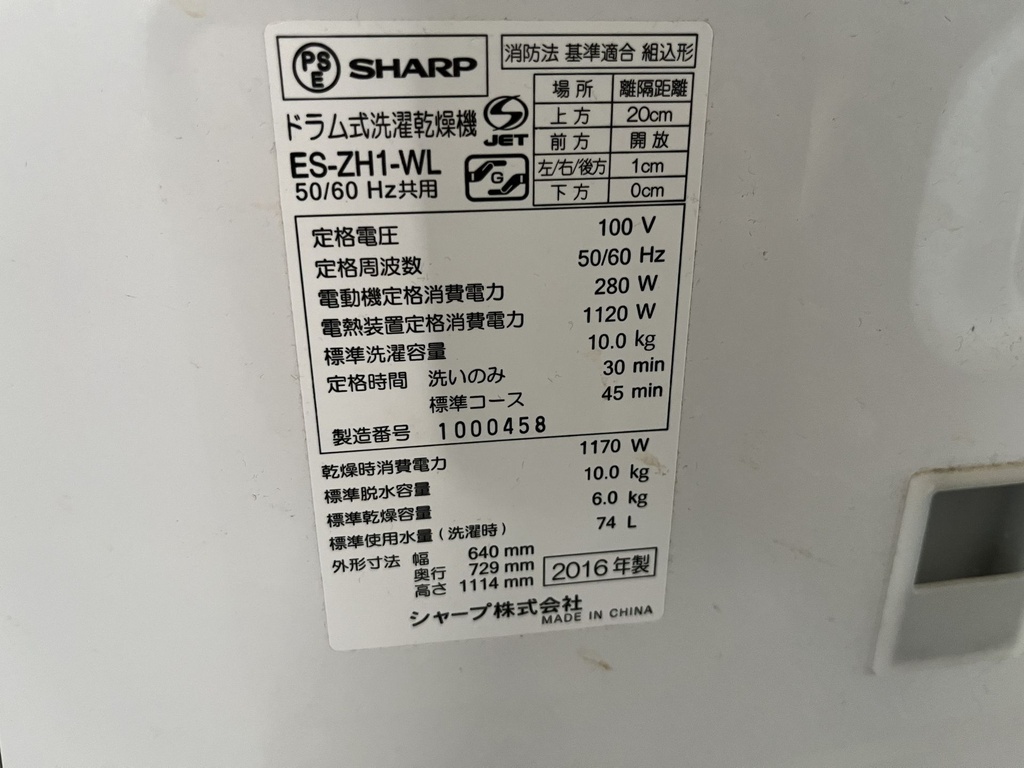 PSE SHARP
消防法 基準適合 組込形
場所 離隔距離
上方 20cm
前方 開放
左/右/後方 1cm
下方 0cm
ドラム式洗濯乾燥機
S JET
ES-ZH1-WL
G
50/60 Hz共用
定格電圧 100 V
定格周波数 50/60 Hz
電動機定格消費電力 280 W
電熱装置定格消費電力 1120 W
標準洗濯容量 10.0 kg
定格時間 洗いのみ 30 min
標準コース 45 min
製造番号 1000458
乾燥時消費電力 1170 W
標準脱水容量 10.0 kg
標準乾燥容量 6.0 kg
標準使用水量(洗濯時) 74 L
外形寸法 幅 640 mm
奥行 729 mm
高さ 1114 mm
2016年製
シャープ株式会社
MADE IN CHINA